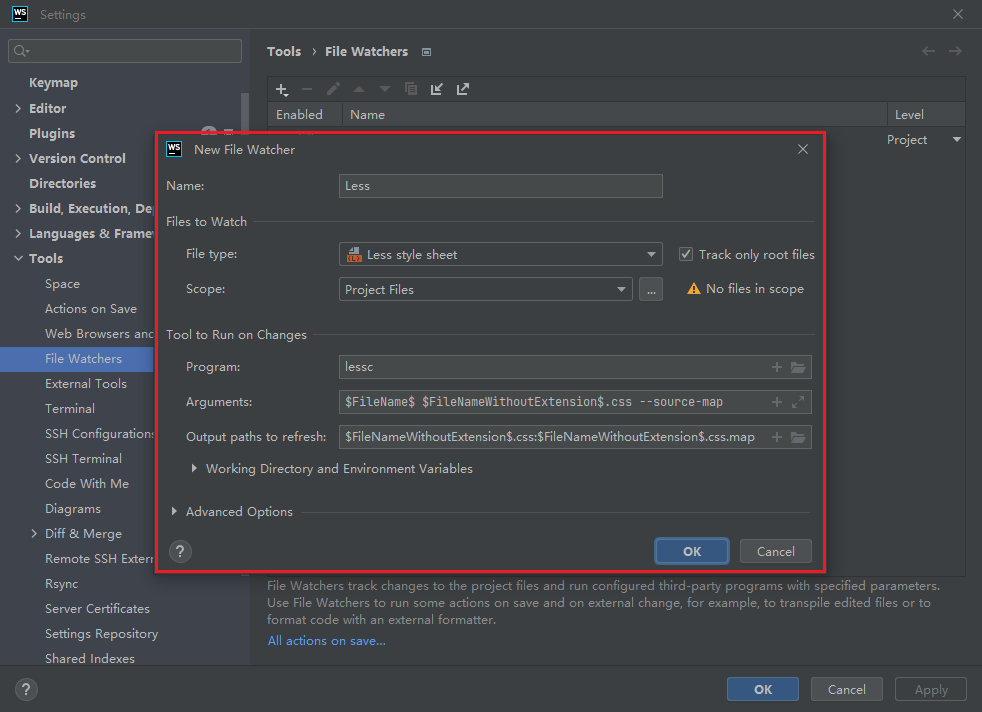 WS Settings
Tools › File Watchers
Keymap
Editor
Plugins
Version Control
Directories
Build, Execution, De
Languages & Frame
Tools
Space
Actions on Save
Web Browsers and
File Watchers
External Tools
Terminal
SSH Configurations
SSH Terminal
Code With Me
Diagrams
Diff & Merge
Remote SSH Extern
Rsync
Server Certificates
Settings Repository
Shared Indexes
Enabled Name Level
Project
WS New File Watcher
Name: Less
Files to Watch
File type: Less style sheet Track only root files
Scope: Project Files ... No files in scope
Tool to Run on Changes
Program: lessc
Arguments: $FileName$ $FileNameWithoutExtension$.css --source-map
Output paths to refresh: $FileNameWithoutExtension$.css:$FileNameWithoutExtension$.css.map
Working Directory and Environment Variables
Advanced Options
? OK Cancel
File Watchers track changes to the project files and run configured third-party programs with specified parameters.
Use File Watchers to run some actions on save and on external change, for example, to transpile edited files or to
format code with an external formatter.
All actions on save...
? OK Cancel Apply